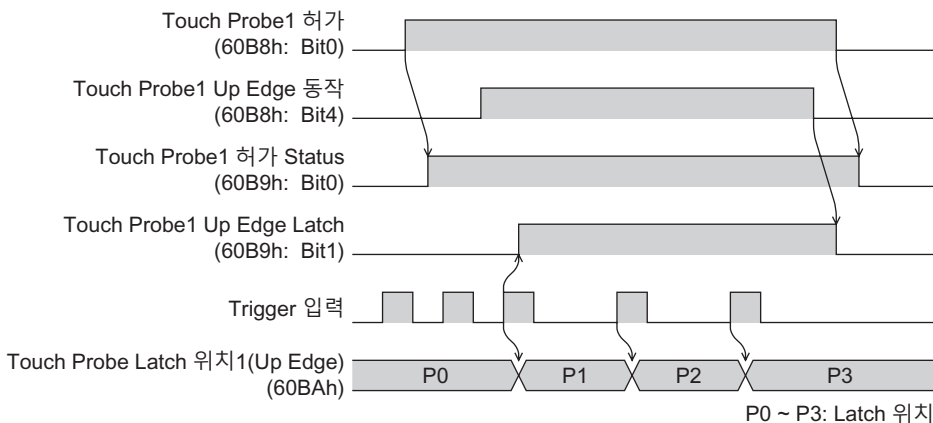 Touch Probe1 허가
(60B8h: Bit0)
Touch Probe1 Up Edge 동작
(60B8h: Bit4)
Touch Probe1 허가 Status
(60B9h: Bit0)
Touch Probe1 Up Edge Latch
(60B9h: Bit1)
Trigger 입력
Touch Probe Latch 위치1(Up Edge)
(60BAh)
P0
P1
P2
P3
P0 ~ P3: Latch 위치